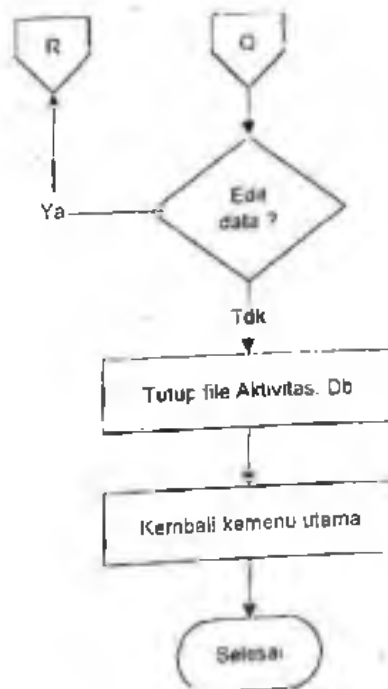 R
Q
Edit
data ?
Ya
Tdk
Tutup file Aktivitas. Db
Kembali kemenu utama
Selesai